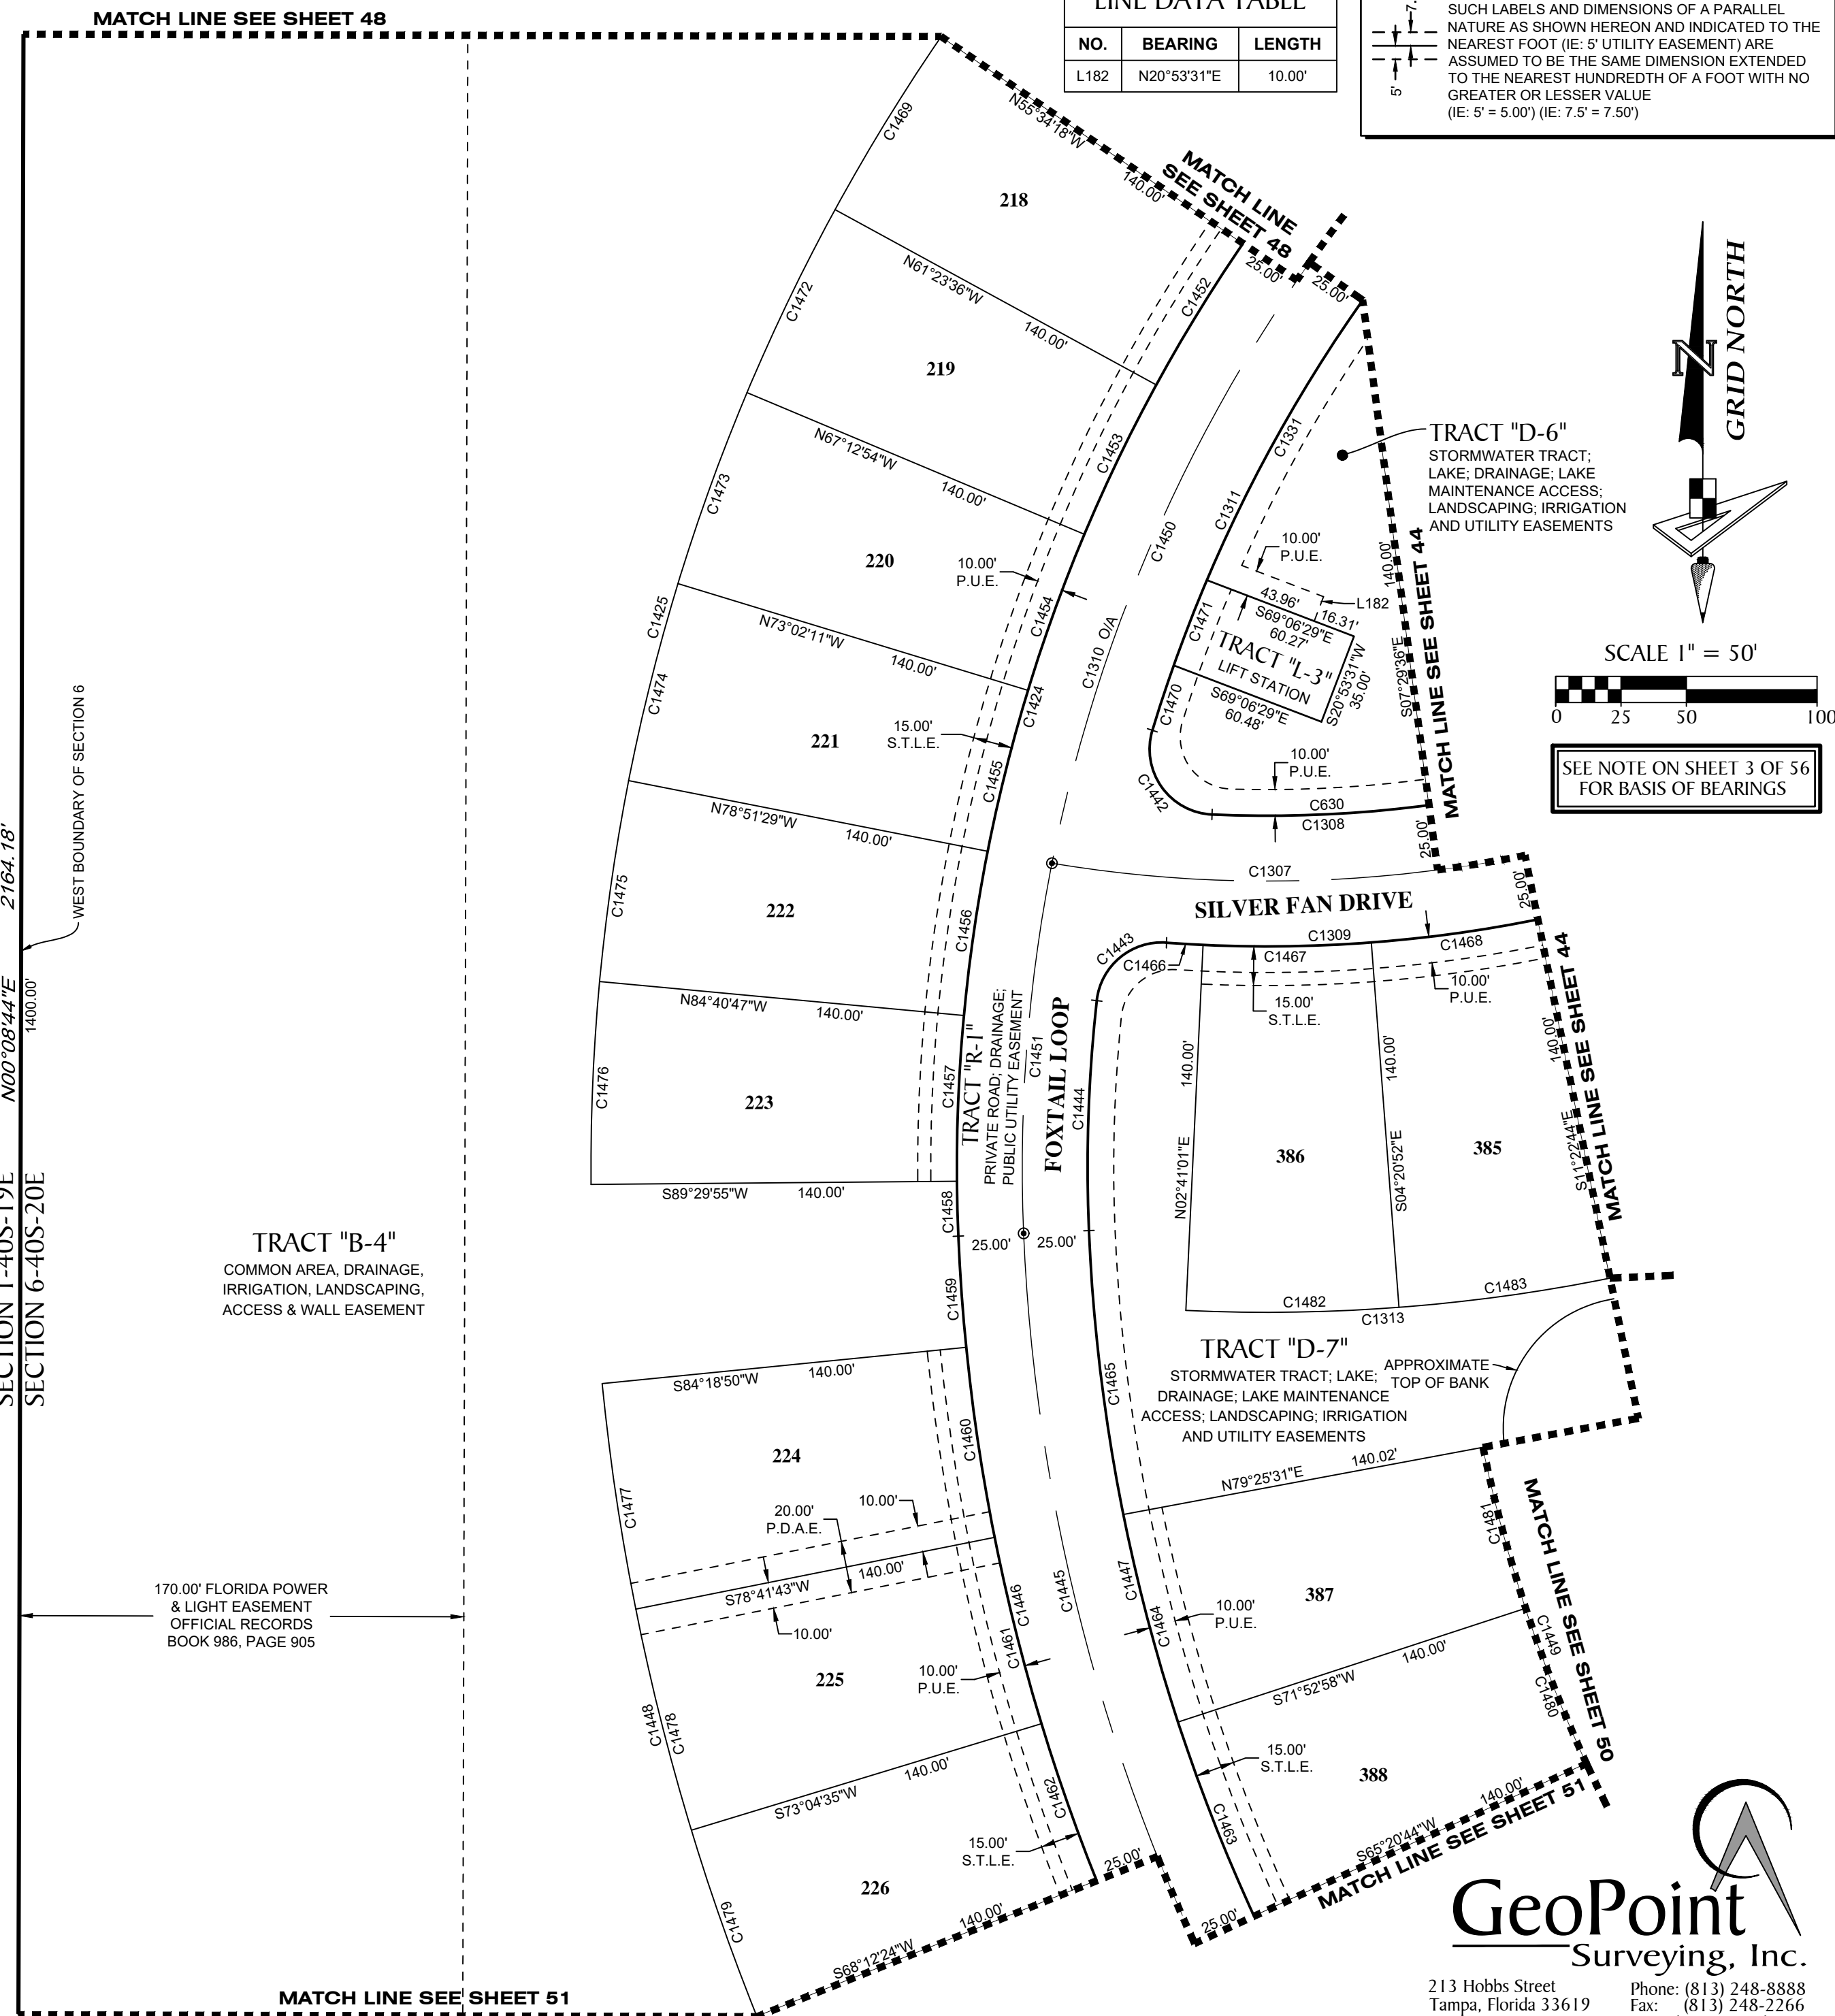 MATCH LINE SEE SHEET 48
LINE DATA TABLE
NO. BEARING LENGTH
L182 N20°53'31"E 10.00'
7.
5'
SUCH LABELS AND DIMENSIONS OF A PARALLEL
NATURE AS SHOWN HEREON AND INDICATED TO THE
NEAREST FOOT (IE: 5' UTILITY EASEMENT) ARE
ASSUMED TO BE THE SAME DIMENSION EXTENDED
TO THE NEAREST HUNDREDTH OF A FOOT WITH NO
GREATER OR LESSER VALUE
(IE: 5' = 5.00') (IE: 7.5' = 7.50')
C1469
N55°34'18"W
140.00'
MATCH LINE
SEE SHEET 48
25.00'
25.00'
218
C1452
N61°23'36"W
140.00'
C1472
219
C1453
C1331
N67°12'54"W
140.00'
C1473
C1450
C1311
220
10.00'
P.U.E.
C1454
C1425
N73°02'11"W
140.00'
C1310 O/A
C1474
C1424
221
15.00'
S.T.L.E.
C1455
N78°51'29"W
140.00'
C1475
222
C1456
N84°40'47"W
140.00'
C1476
223
C1457
S89°29'55"W 140.00'
C1458
25.00'
25.00'
C1459
GRID NORTH
N
TRACT "D-6"
STORMWATER TRACT;
LAKE; DRAINAGE; LAKE
MAINTENANCE ACCESS;
LANDSCAPING; IRRIGATION
AND UTILITY EASEMENTS
10.00'
P.U.E.
L182
43.96'
16.31'
S69°06'29"E
60.27'
C1471
TRACT "L-3"
LIFT STATION
S20°53'31"W
35.00'
S69°06'29"E
60.48'
C1470
140.00'
S07°29'36"E
MATCH LINE SEE SHEET 44
10.00'
P.U.E.
C1442
C630
C1308
25.00'
SCALE 1" = 50'
0 25 50 100
SEE NOTE ON SHEET 3 OF 56
FOR BASIS OF BEARINGS
C1307
SILVER FAN DRIVE
25.00'
C1443
C1466
C1309
C1467
C1468
10.00'
P.U.E.
15.00'
S.T.L.E.
TRACT "R-1"
PRIVATE ROAD; DRAINAGE;
PUBLIC UTILITY EASEMENT
C1451
FOXTAIL LOOP
C1444
140.00'
N02°41'01"E
386
140.00'
S04°20'52"E
385
140.00'
S11°22'44"E
MATCH LINE SEE SHEET 44
C1482
C1483
C1313
2164.18'
N00°08'44"E
1400.00'
WEST BOUNDARY OF SECTION 6
SECTION 1-40S-19E
SECTION 6-40S-20E
TRACT "B-4"
COMMON AREA, DRAINAGE,
IRRIGATION, LANDSCAPING,
ACCESS & WALL EASEMENT
170.00' FLORIDA POWER
& LIGHT EASEMENT
OFFICIAL RECORDS
BOOK 986, PAGE 905
TRACT "D-7"
STORMWATER TRACT; LAKE;
DRAINAGE; LAKE MAINTENANCE
ACCESS; LANDSCAPING; IRRIGATION
AND UTILITY EASEMENTS
APPROXIMATE
TOP OF BANK
S84°18'50"W
140.00'
C1465
C1460
224
C1477
20.00'
P.D.A.E.
10.00'
140.00'
S78°41'43"W
10.00'
C1446
C1445
C1461
C1447
225
10.00'
P.U.E.
C1448
C1478
S73°04'35"W
140.00'
C1462
15.00'
S.T.L.E.
226
C1479
S68°12'24"W
140.00'
25.00'
25.00'
N79°25'31"E
140.02'
C1481
387
C1464
10.00'
P.U.E.
C1449
MATCH LINE SEE SHEET 50
S71°52'58"W
140.00'
C1480
15.00'
S.T.L.E.
388
C1463
S65°20'44"W
140.00'
MATCH LINE SEE SHEET 51
MATCH LINE SEE SHEET 51
GeoPoint
Surveying, Inc.
213 Hobbs Street
Tampa, Florida 33619
Phone: (813) 248-8888
Fax: (813) 248-2266